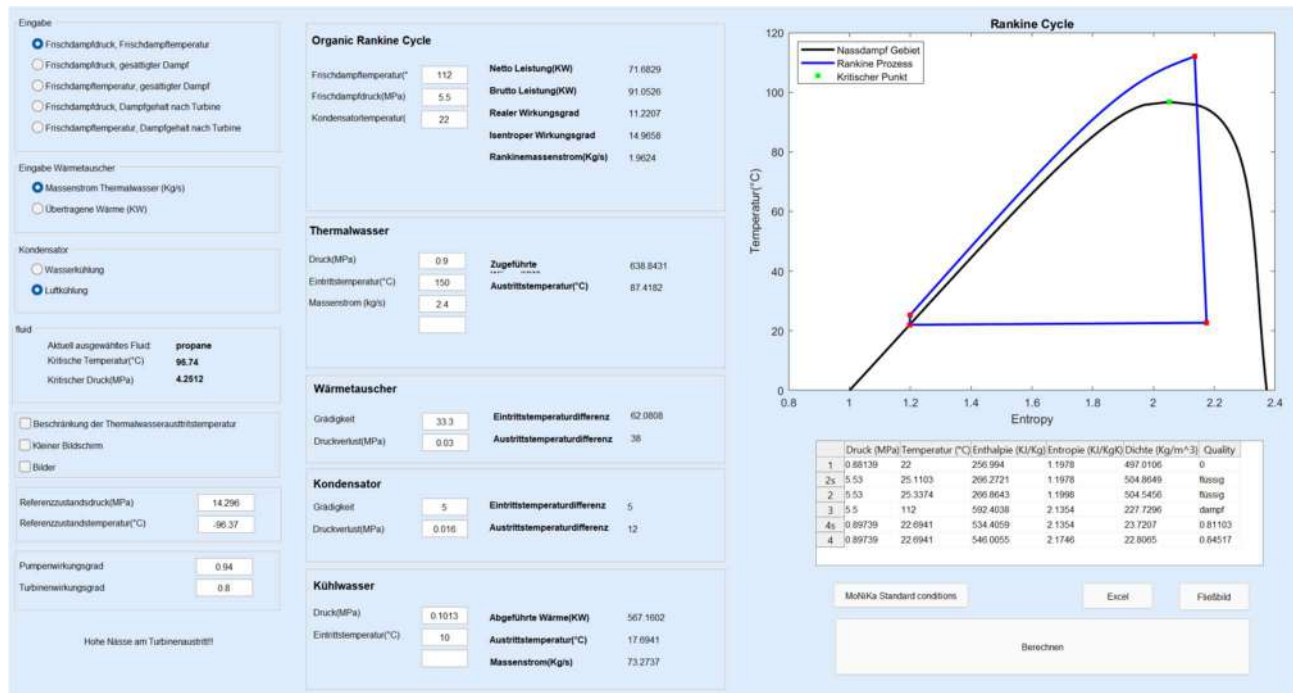 Eingabe
Frischdampfdruck, Frischdampftemperatur
Frischdampfdruck, gesättigter Dampf
Frischdampftemperatur, gesättigter Dampf
Frischdampfdruck, Dampfgehalt nach Turbine
Frischdampftemperatur, Dampfgehalt nach Turbine
Eingabe Wärmetauscher
Massenstrom Thermalwasser (Kg/s)
Übertragene Wärme (KW)
Kondensator
Wasserkühlung
Luftkühlung
fluid
Aktuell ausgewähltes Fluid: propane
Kritische Temperatur(°C) 96.74
Kritischer Druck(MPa) 4.2512
Beschränkung der Thermalwasseraustrittstemperatur
Kleiner Bildschirm
Bilder
Referenzzustandsdruck(MPa) 14.296
Referenzzustandstemperatur(°C) -96.37
Pumpenwirkungsgrad 0.94
Turbinenwirkungsgrad 0.8
Hohe Nässe am Turbinenaustritt!!!
Organic Rankine Cycle
Frischdampftemperatur(° 112
Frischdampfdruck(MPa) 5.5
Kondensatortemperatur( 22
Netto Leistung(KW) 71.6829
Brutto Leistung(KW) 91.0526
Realer Wirkungsgrad 11.2207
Isentroper Wirkungsgrad 14.9658
Rankinemassenstrom(Kg/s) 1.9624
Thermalwasser
Druck(MPa) 0.9
Eintrittstemperatur(°C) 150
Massenstrom (kg/s) 2.4
Zugeführte 638.8431
Austrittstemperatur(°C) 87.4182
Wärmetauscher
Grädigkeit 33.3
Druckverlust(MPa) 0.03
Eintrittstemperaturdifferenz 62.0808
Austrittstemperaturdifferenz 38
Kondensator
Grädigkeit 5
Druckverlust(MPa) 0.016
Eintrittstemperaturdifferenz 5
Austrittstemperaturdifferenz 12
Kühlwasser
Druck(MPa) 0.1013
Eintrittstemperatur(°C) 10
Abgeführte Wärme(KW) 567.1602
Austrittstemperatur(°C) 17.6941
Massenstrom(Kg/s) 73.2737
Rankine Cycle
Nassdampf Gebiet
Rankine Prozess
Kritischer Punkt
Temperatur(°C)
120
100
80
60
40
20
0
0.8 1 1.2 1.4 1.6 1.8 2 2.2 2.4
Entropy
Druck (MPa) Temperatur (°C) Enthalpie (KJ/Kg) Entropie (KJ/KgK) Dichte (Kg/m^3) Quality
1 0.88139 22 256.994 1.1978 497.0106 0
2s 5.53 25.1103 266.2721 1.1978 504.8649 flüssig
2 5.53 25.3374 266.8643 1.1998 504.5456 flüssig
3 5.5 112 592.4038 2.1354 227.7296 dampf
4s 0.89739 22.6941 534.4059 2.1354 23.7207 0.81103
4 0.89739 22.6941 546.0055 2.1746 22.8065 0.84517
MoNiKa Standard conditions
Excel
Fließbild
Berechnen